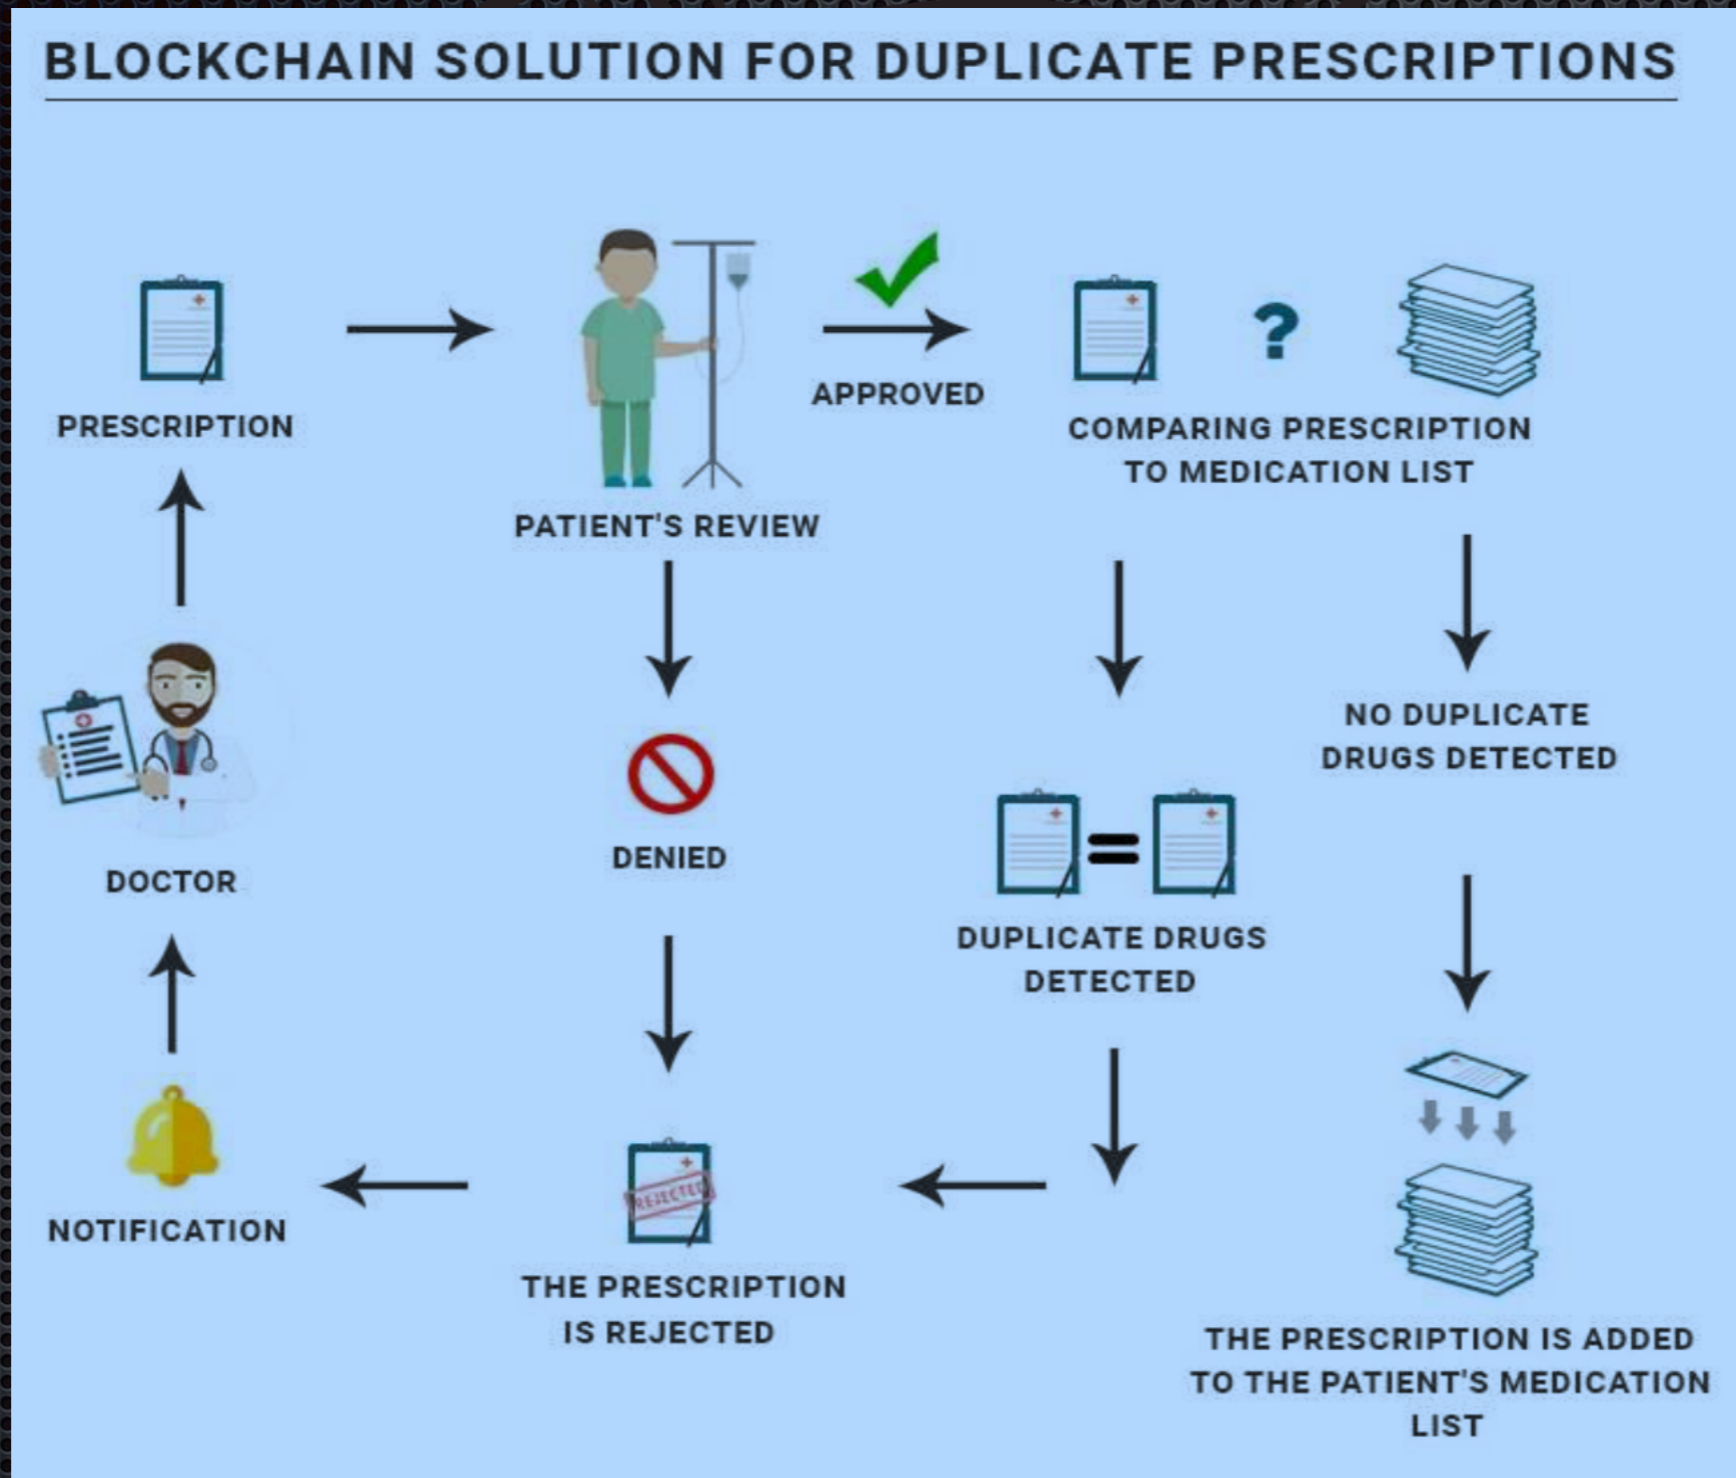 BLOCKCHAIN SOLUTION FOR DUPLICATE PRESCRIPTIONS
PRESCRIPTION
PATIENT'S REVIEW
APPROVED
COMPARING PRESCRIPTION
TO MEDICATION LIST
DOCTOR
DENIED
NO DUPLICATE
DRUGS DETECTED
DUPLICATE DRUGS
DETECTED
NOTIFICATION
REJECTED
THE PRESCRIPTION
IS REJECTED
THE PRESCRIPTION IS ADDED
TO THE PATIENT'S MEDICATION
LIST